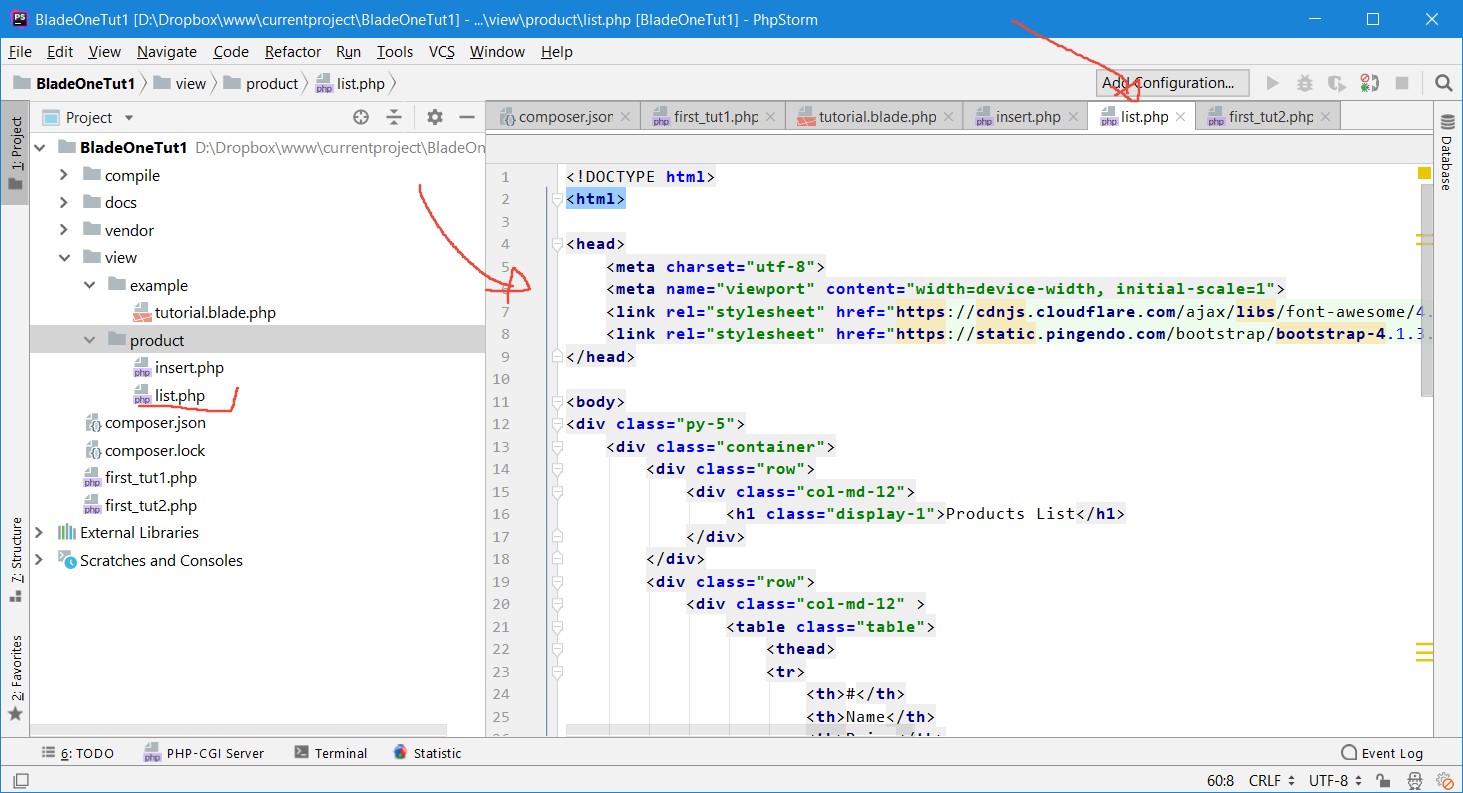 BladeOneTut1 [D:\Dropbox\www\currentproject\BladeOneTut1] - ...\view\product\list.php [BladeOneTut1] - PhpStorm
File Edit View Navigate Code Refactor Run Tools VCS Window Help
BladeOneTut1 view product list.php Add Configuration...
Project
composer.json first_tut1.php tutorial.blade.php insert.php list.php first_tut2.php
1: Project
7: Structure
2: Favorites
Database
BladeOneTut1 D:\Dropbox\www\currentproject\BladeOn
compile
docs
vendor
view
example
tutorial.blade.php
product
insert.php
list.php
composer.json
composer.lock
first_tut1.php
first_tut2.php
External Libraries
Scratches and Consoles
1 <!DOCTYPE html>
2 <html>
3
4 <head>
5 <meta charset="utf-8">
6 <meta name="viewport" content="width=device-width, initial-scale=1">
7 <link rel="stylesheet" href="https://cdnjs.cloudflare.com/ajax/libs/font-awesome/4.
8 <link rel="stylesheet" href="https://static.pingendo.com/bootstrap/bootstrap-4.1.3.
9 </head>
10
11 <body>
12 <div class="py-5">
13 <div class="container">
14 <div class="row">
15 <div class="col-md-12">
16 <h1 class="display-1">Products List</h1>
17 </div>
18 </div>
19 <div class="row">
20 <div class="col-md-12" >
21 <table class="table">
22 <thead>
23 <tr>
24 <th>#</th>
25 <th>Name</th>
6: TODO PHP-CGI Server Terminal Statistic Event Log
60:8 CRLF UTF-8